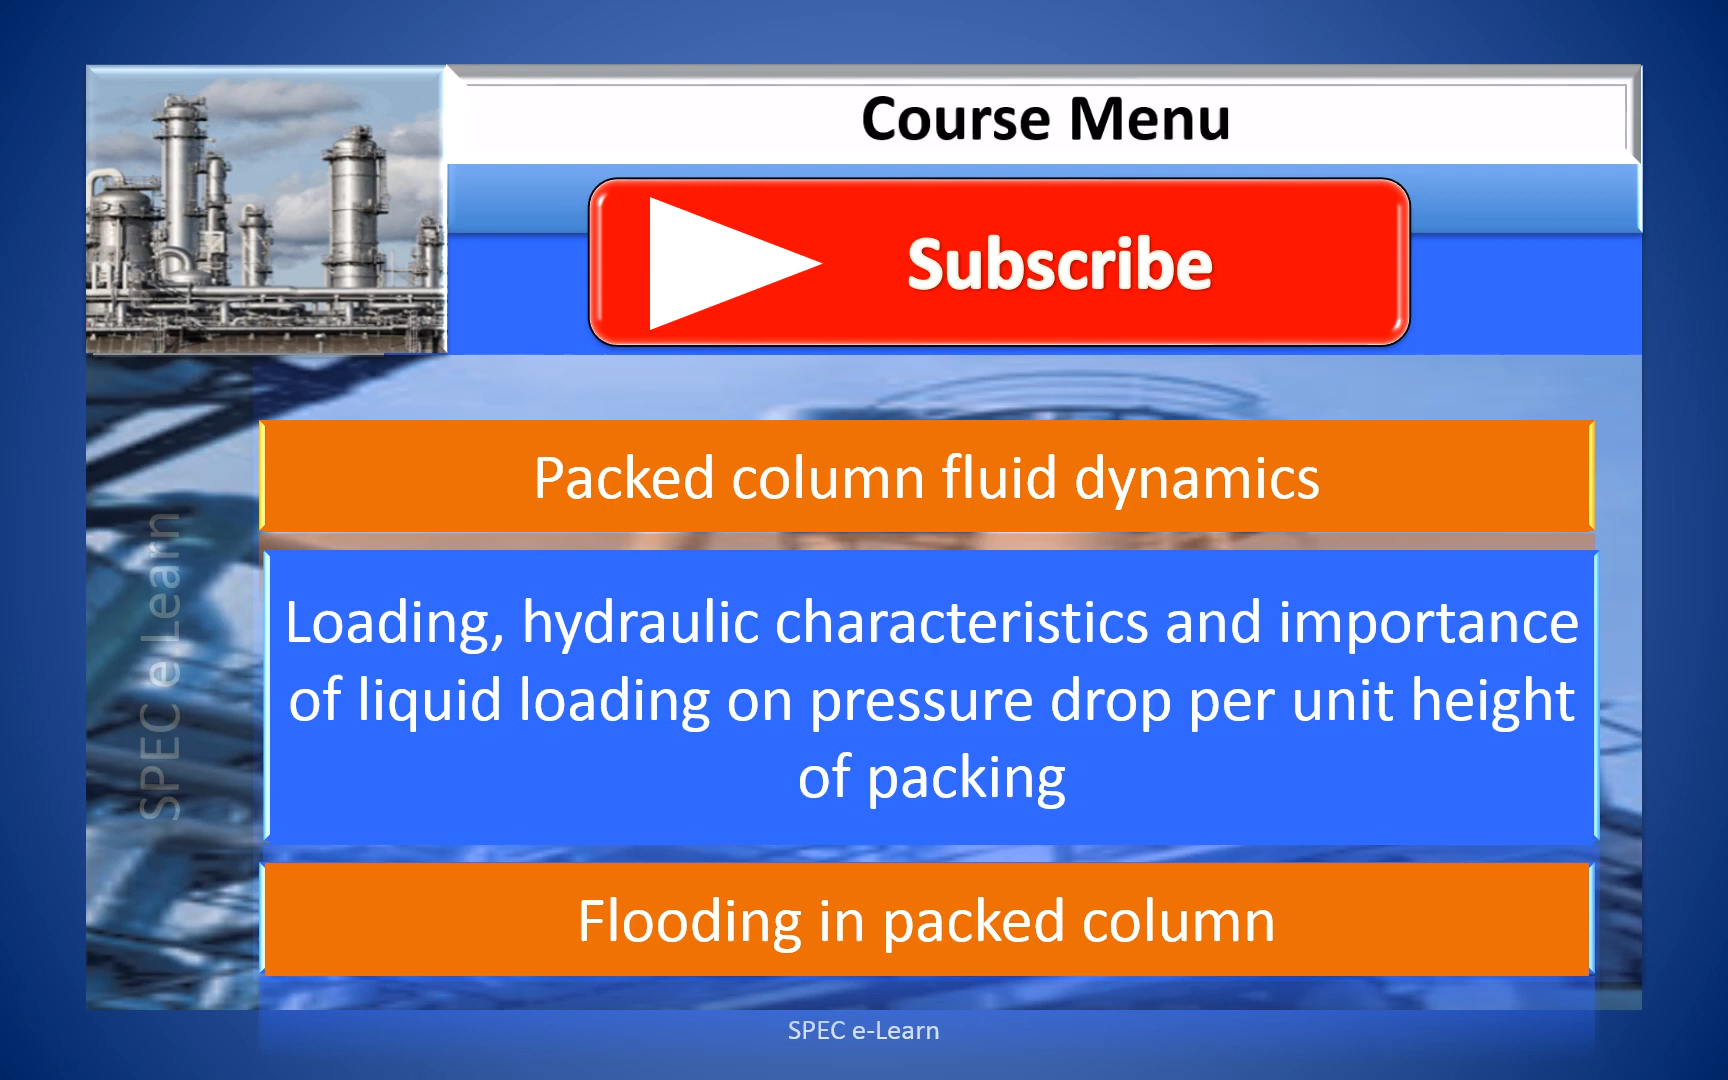 Course Menu
Subscribe
Packed column fluid dynamics
Loading, hydraulic characteristics and importance
of liquid loading on pressure drop per unit height
of packing
Flooding in packed column
SPEC e Learn
SPEC e-Learn